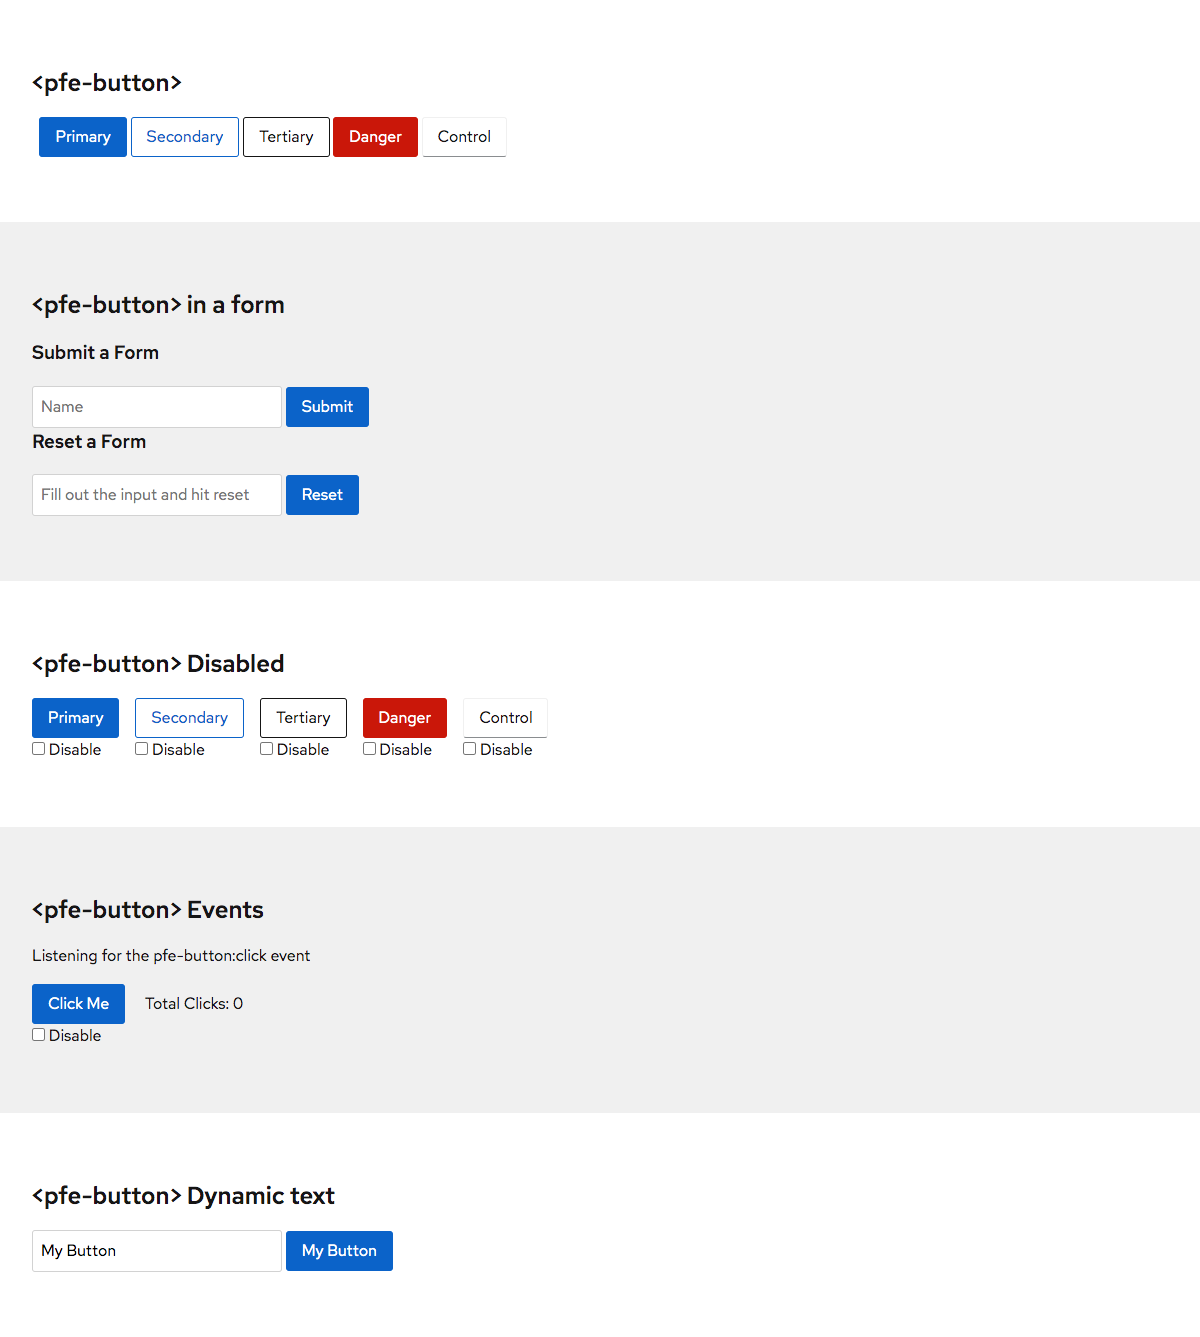 <pfe-button>
Primary Secondary Tertiary Danger Control
<pfe-button> in a form
Submit a Form
Name Submit
Reset a Form
Fill out the input and hit reset Reset
<pfe-button> Disabled
Primary Secondary Tertiary Danger Control
Disable Disable Disable Disable Disable
<pfe-button> Events
Listening for the pfe-button:click event
Click Me Total Clicks: 0
Disable
<pfe-button> Dynamic text
My Button My Button